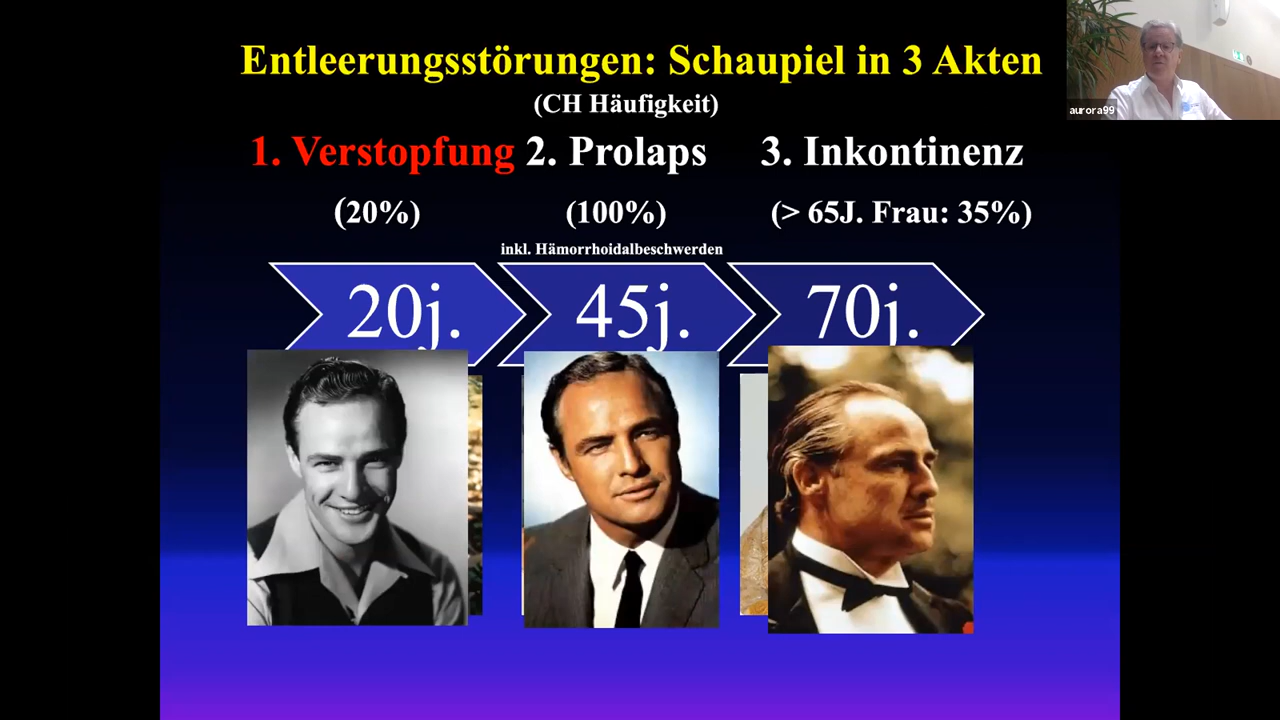 Entleerungsstörungen: Schaupiel in 3 Akten
(CH Häufigkeit)
1. Verstopfung 2. Prolaps 3. Inkontinenz
(20%) (100%) (> 65J. Frau: 35%)
inkl. Hämorrhoidalbeschwerden
20j. 45j. 70j.
aurora99